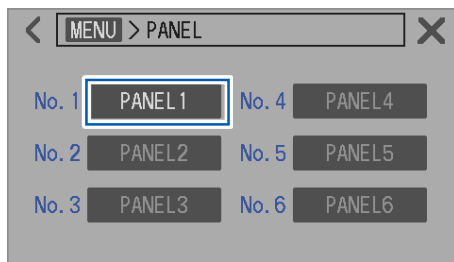 MENU > PANEL
No. 1 PANEL1 No. 4 PANEL4
No. 2 PANEL2 No. 5 PANEL5
No. 3 PANEL3 No. 6 PANEL6